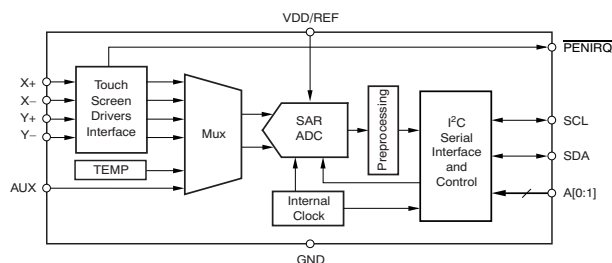 VDD/REF
PENIRQ
X+
X−
Y+
Y−
AUX
Touch
Screen
Drivers
Interface
TEMP
Mux
SAR
ADC
Preprocessing
Internal
Clock
I²C
Serial
Interface
and
Control
SCL
SDA
A[0:1]
GND